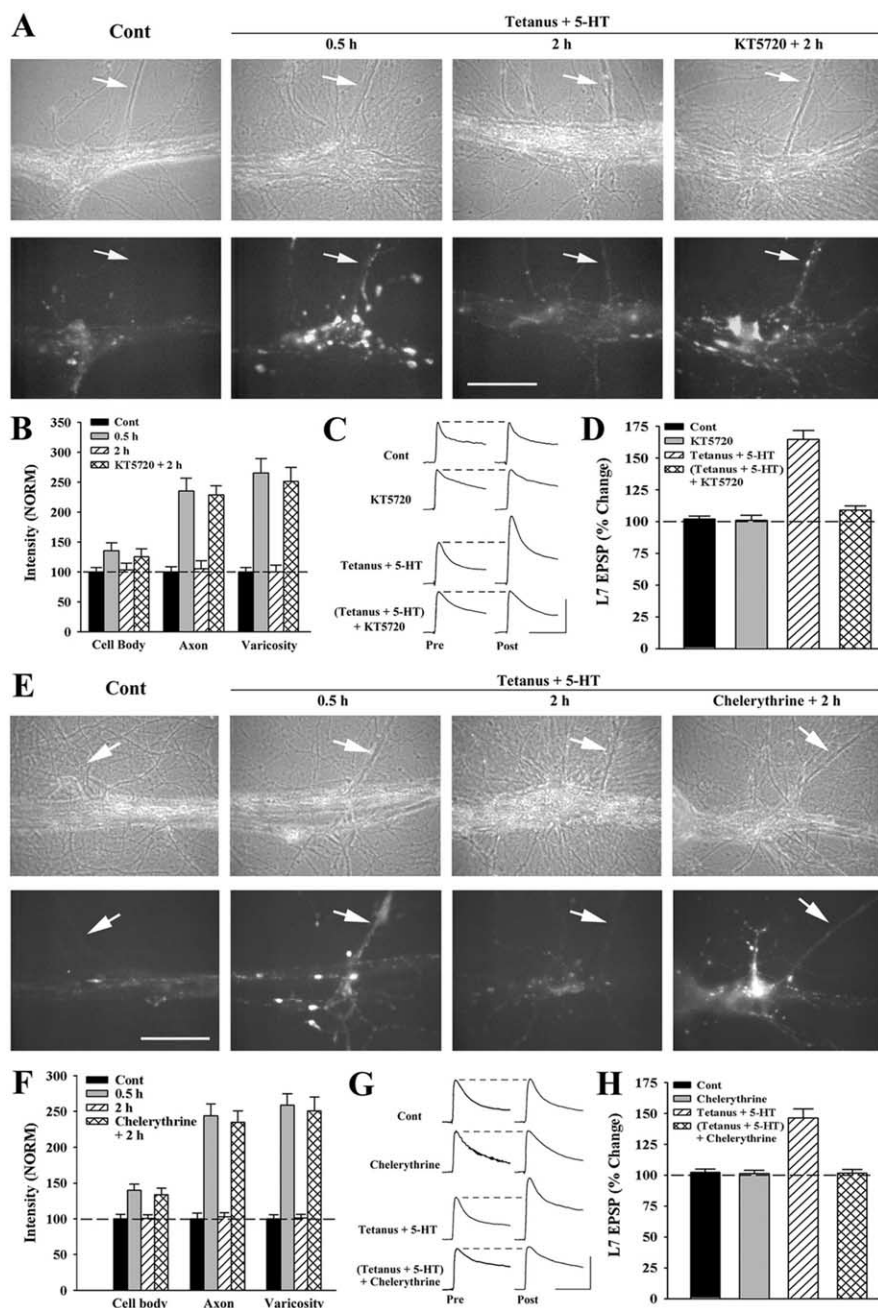 A
Cont
Tetanus + 5-HT
0.5 h
2 h
KT5720 + 2 h
B
Intensity (NORM)
350
300
250
200
150
100
50
0
Cont
0.5 h
2 h
KT5720 + 2 h
Cell Body
Axon
Varicosity
C
Cont
KT5720
Tetanus + 5-HT
(Tetanus + 5-HT)
+ KT5720
Pre
Post
D
L7 EPSP (% Change)
175
150
125
100
75
50
25
0
Cont
KT5720
Tetanus + 5-HT
(Tetanus + 5-HT)
+ KT5720
E
Cont
Tetanus + 5-HT
0.5 h
2 h
Chelerythrine + 2 h
F
Intensity (NORM)
300
250
200
150
100
50
0
Cont
0.5 h
2 h
Chelerythrine
+ 2 h
Cell body
Axon
Varicosity
G
Cont
Chelerythrine
Tetanus + 5-HT
(Tetanus + 5-HT)
+ Chelerythrine
Pre
Post
H
L7 EPSP (% Change)
175
150
125
100
75
50
25
0
Cont
Chelerythrine
Tetanus + 5-HT
(Tetanus + 5-HT)
+ Chelerythrine